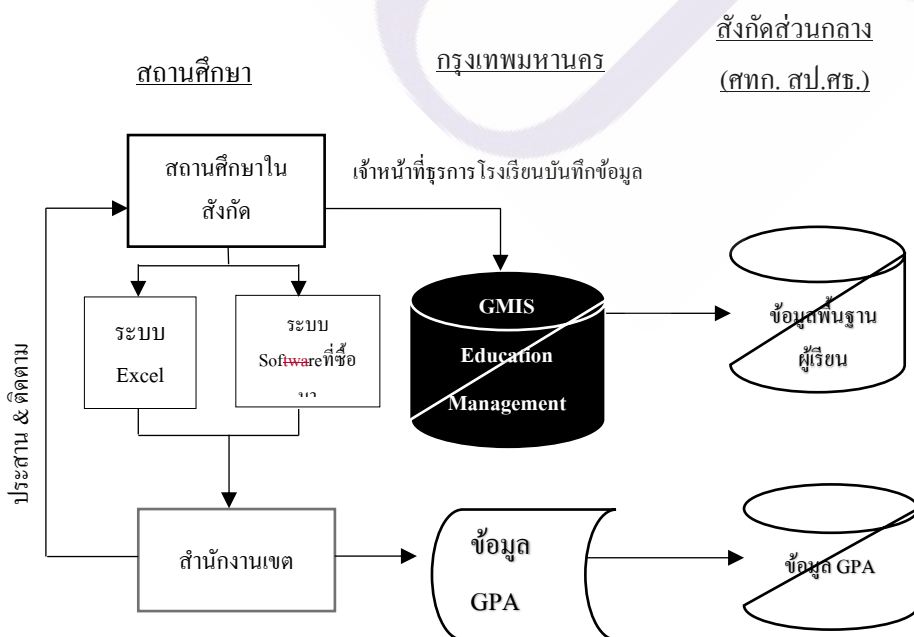 สังกัดส่วนกลาง
สถานศึกษา
กรุงเทพมหานคร
(ศทก. สป.ศธ.)
สถานศึกษาใน
สังกัด
เจ้าหน้าที่ธุรการโรงเรียนบันทึกข้อมูล
ระบบ
Excel
ระบบ
Softwareที่ซื้อ
GMIS
Education
Management
ข้อมูลพื้นฐาน
ผู้เรียน
ประสาน & ติดตาม
สำนักงานเขต
ข้อมูล
GPA
ข้อมูล GPA